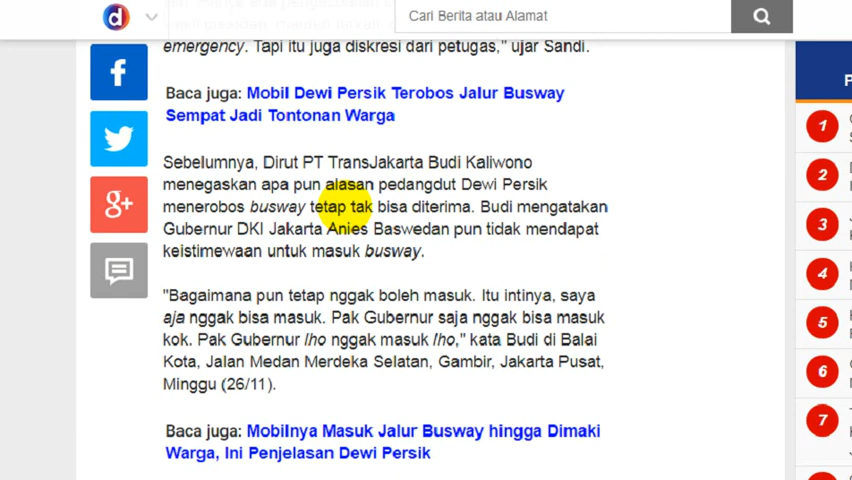 d
Cari Berita atau Alamat
emergency. Tapi itu juga diskresi dari petugas," ujar Sandi.
Baca juga: Mobil Dewi Persik Terobos Jalur Busway
Sempat Jadi Tontonan Warga
Sebelumnya, Dirut PT TransJakarta Budi Kaliwono
menegaskan apa pun alasan pedangdut Dewi Persik
menerobos busway tetap tak bisa diterima. Budi mengatakan
Gubernur DKI Jakarta Anies Baswedan pun tidak mendapat
keistimewaan untuk masuk busway.
"Bagaimana pun tetap nggak boleh masuk. Itu intinya, saya
aja nggak bisa masuk. Pak Gubernur saja nggak bisa masuk
kok. Pak Gubernur lho nggak masuk lho," kata Budi di Balai
Kota, Jalan Medan Merdeka Selatan, Gambir, Jakarta Pusat,
Minggu (26/11).
Baca juga: Mobilnya Masuk Jalur Busway hingga Dimaki
Warga, Ini Penjelasan Dewi Persik
f
g+
P
1
2
3
4
5
6
7